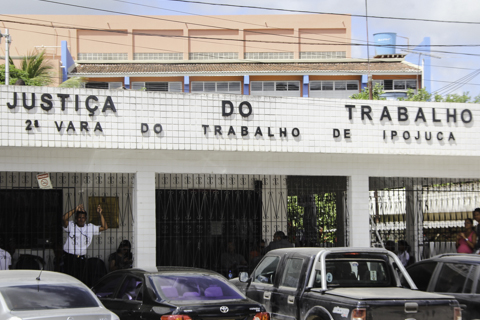 JUSTIÇA DO TRABALHO
2ª VARA DO TRABALHO DE IPOJUCA